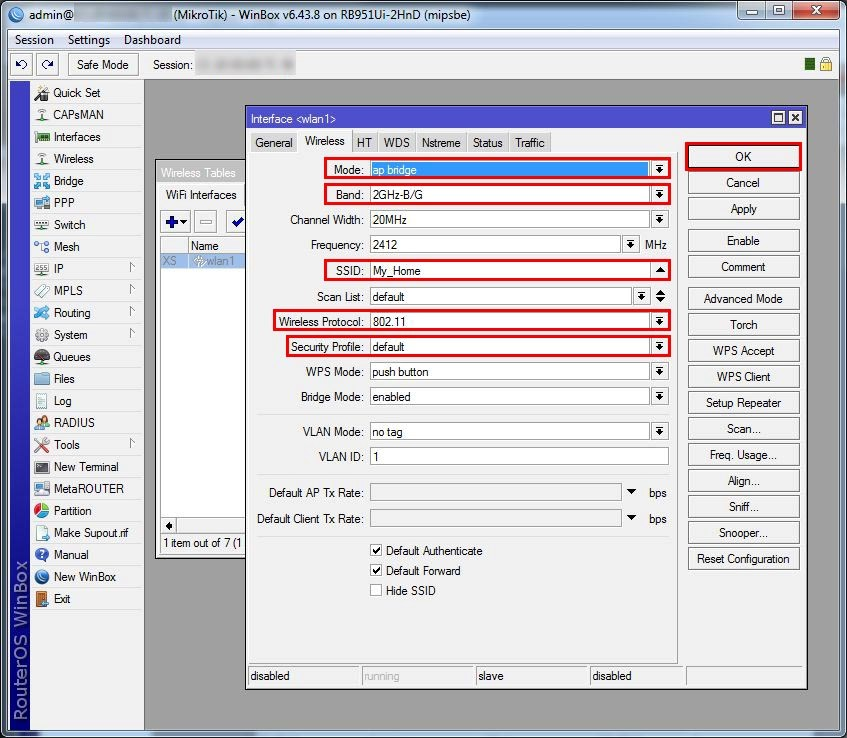 admin@ (MikroTik) - WinBox v6.43.8 on RB951Ui-2HnD (mipsbe)
Session Settings Dashboard
Safe Mode Session:
Quick Set
CAPsMAN
Interfaces
Wireless
Bridge
PPP
Switch
Mesh
IP
MPLS
Routing
System
Queues
Files
Log
RADIUS
Tools
New Terminal
MetaROUTER
Partition
Make Supout.rif
Manual
New WinBox
Exit
RouterOS WinBox
Wireless Tables
WiFi Interfaces
Name
XS wlan1
1 item out of 7 (1
Interface <wlan1>
General Wireless HT WDS Nstreme Status Traffic
Mode: ap bridge
Band: 2GHz-B/G
Channel Width: 20MHz
Frequency: 2412 MHz
SSID: My_Home
Scan List: default
Wireless Protocol: 802.11
Security Profile: default
WPS Mode: push button
Bridge Mode: enabled
VLAN Mode: no tag
VLAN ID: 1
Default AP Tx Rate: bps
Default Client Tx Rate: bps
Default Authenticate
Default Forward
Hide SSID
OK
Cancel
Apply
Enable
Comment
Advanced Mode
Torch
WPS Accept
WPS Client
Setup Repeater
Scan...
Freq. Usage...
Align...
Sniff...
Snooper...
Reset Configuration
disabled running slave disabled